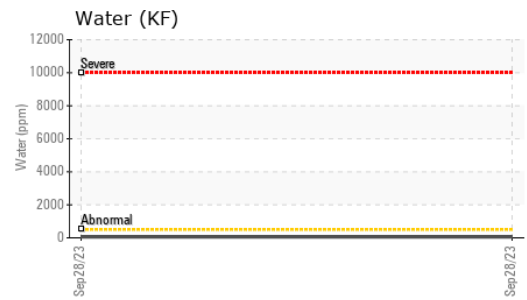 Water (KF)
12000
Severe
10000
8000
6000
4000
2000
Abnormal
0
Water (ppm)
Sep28/23
Sep28/23